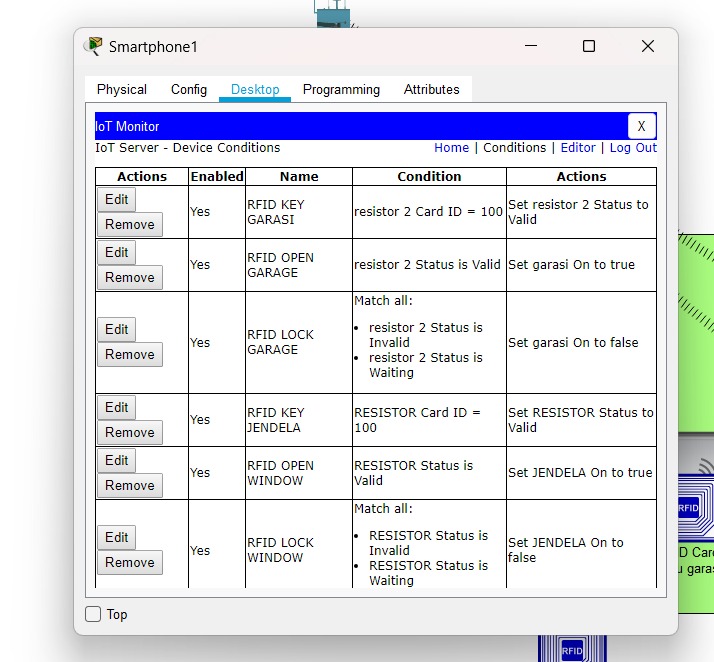 Smartphone1
Physical Config Desktop Programming Attributes
IoT Monitor X
IoT Server - Device Conditions Home | Conditions | Editor | Log Out
Actions Enabled Name Condition Actions
Edit
Remove
Yes
RFID KEY
GARASI
resistor 2 Card ID = 100
Set resistor 2 Status to
Valid
Edit
Remove
Yes
RFID OPEN
GARAGE
resistor 2 Status is Valid
Set garasi On to true
Edit
Remove
Yes
RFID LOCK
GARAGE
Match all:
• resistor 2 Status is
Invalid
• resistor 2 Status is
Waiting
Set garasi On to false
Edit
Remove
Yes
RFID KEY
JENDELA
RESISTOR Card ID =
100
Set RESISTOR Status to
Valid
Edit
Remove
Yes
RFID OPEN
WINDOW
RESISTOR Status is
Valid
Set JENDELA On to true
Edit
Remove
Yes
RFID LOCK
WINDOW
Match all:
• RESISTOR Status is
Invalid
• RESISTOR Status is
Waiting
Set JENDELA On to
false
Top
RFID
D Car
u garas
RFID